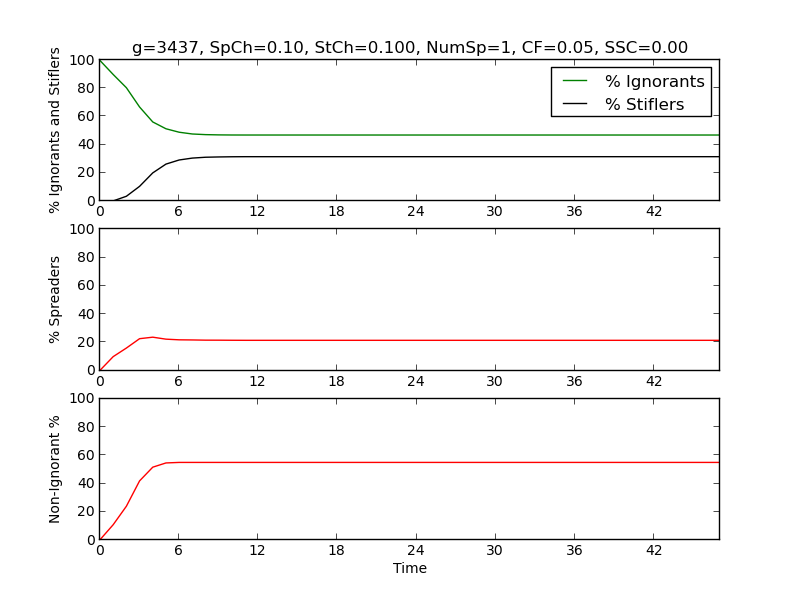 g=3437, SpCh=0.10, StCh=0.100, NumSp=1, CF=0.05, SSC=0.00
% Ignorants and Stiflers
100
80
60
40
20
0
% Ignorants
% Stiflers
0 6 12 18 24 30 36 42
% Spreaders
100
80
60
40
20
0
0 6 12 18 24 30 36 42
Non-Ignorant %
100
80
60
40
20
0
0 6 12 18 24 30 36 42
Time